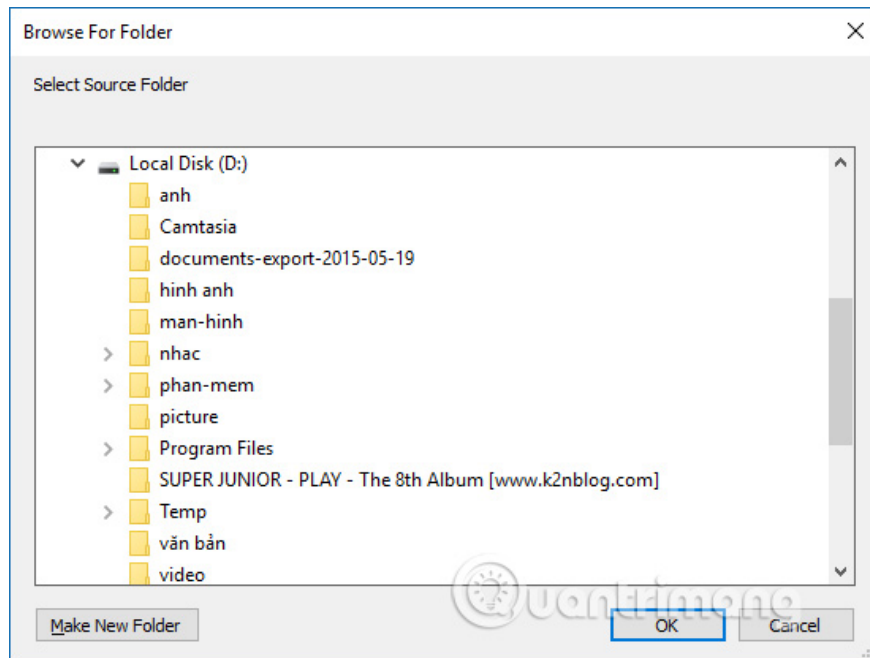 Browse For Folder
Select Source Folder
Local Disk (D:)
anh
Camtasia
documents-export-2015-05-19
hinh anh
man-hinh
nhac
phan-mem
picture
Program Files
SUPER JUNIOR - PLAY - The 8th Album [www.k2nblog.com]
Temp
văn bản
video
Quantrimang
Make New Folder
OK
Cancel